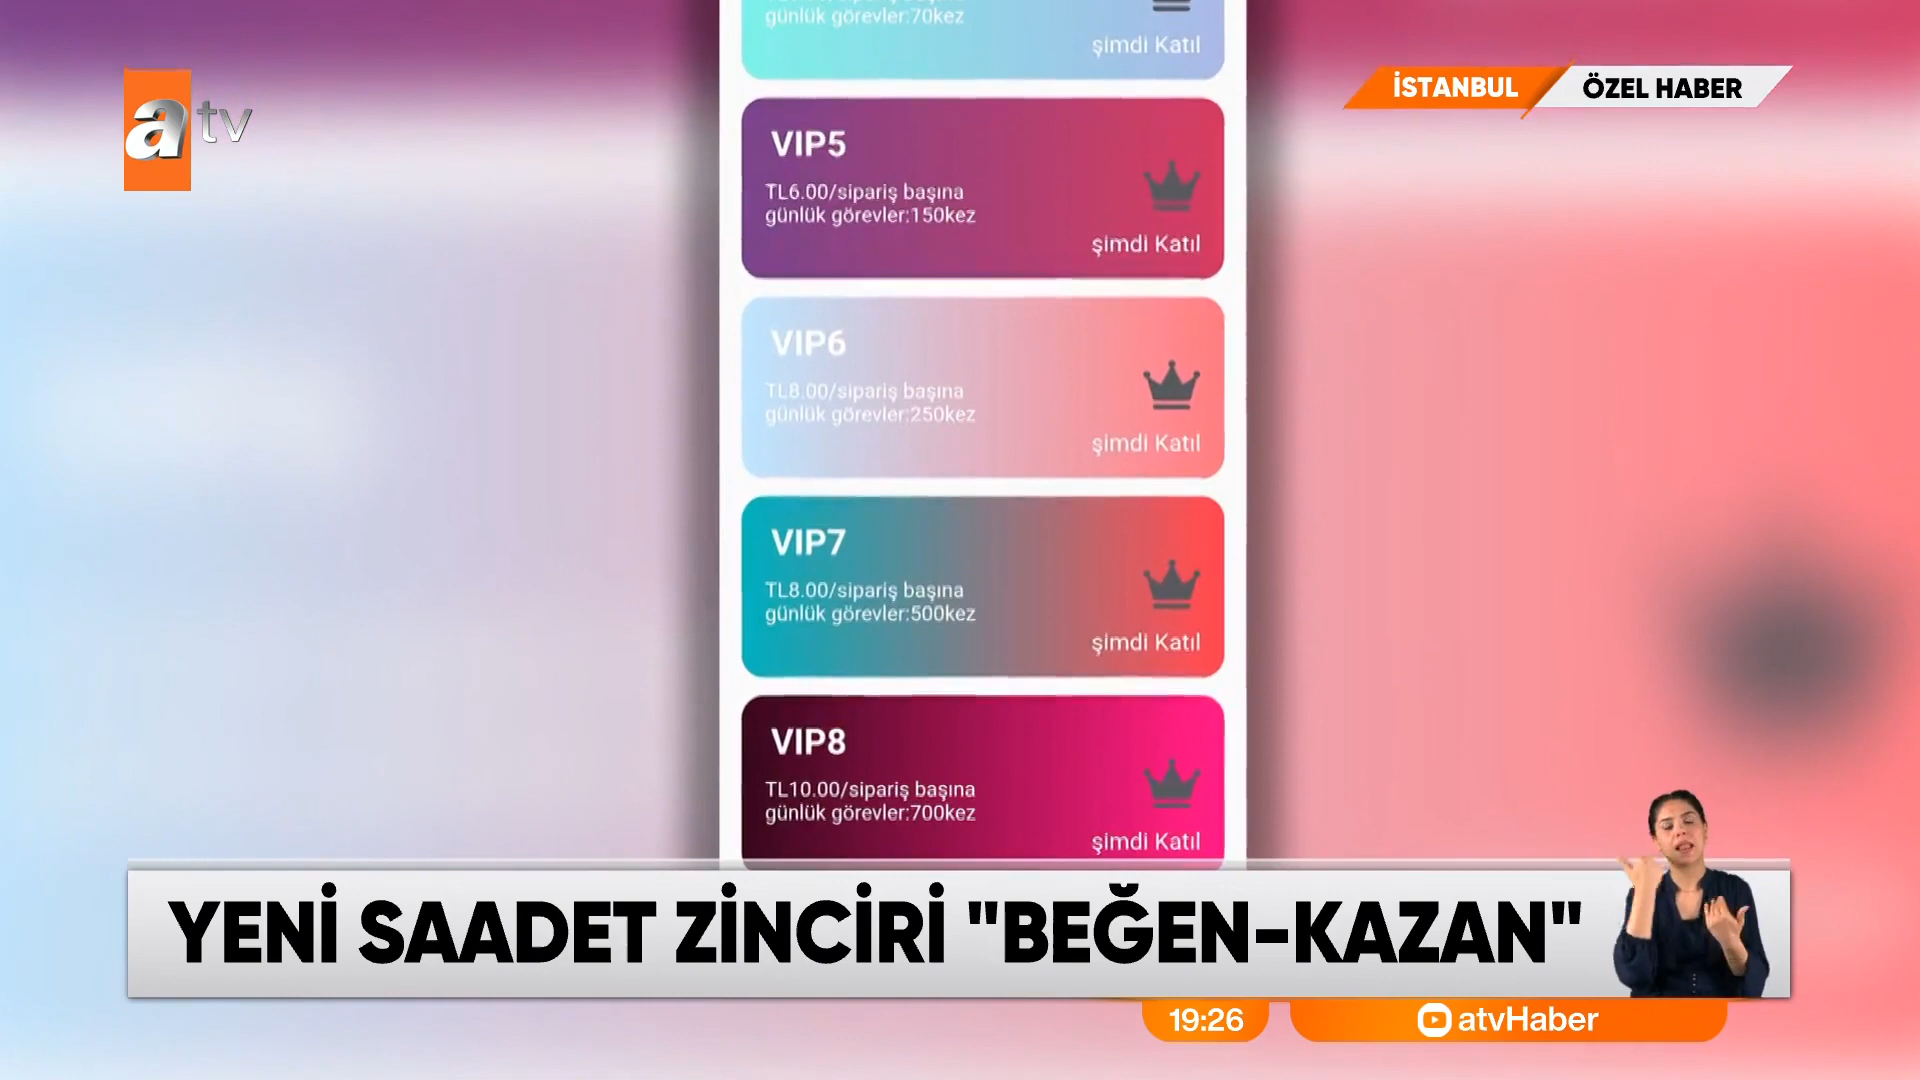 günlük görevler:70kez
şimdi Katıl
a tv
İSTANBUL
ÖZEL HABER
VIP5
TL6.00/sipariş başına
günlük görevler:150kez
şimdi Katıl
VIP6
TL8.00/sipariş başına
günlük görevler:250kez
şimdi Katıl
VIP7
TL8.00/sipariş başına
günlük görevler:500kez
şimdi Katıl
VIP8
TL10.00/sipariş başına
günlük görevler:700kez
şimdi Katıl
YENİ SAADET ZİNCİRİ "BEĞEN-KAZAN"
19:26
atvHaber